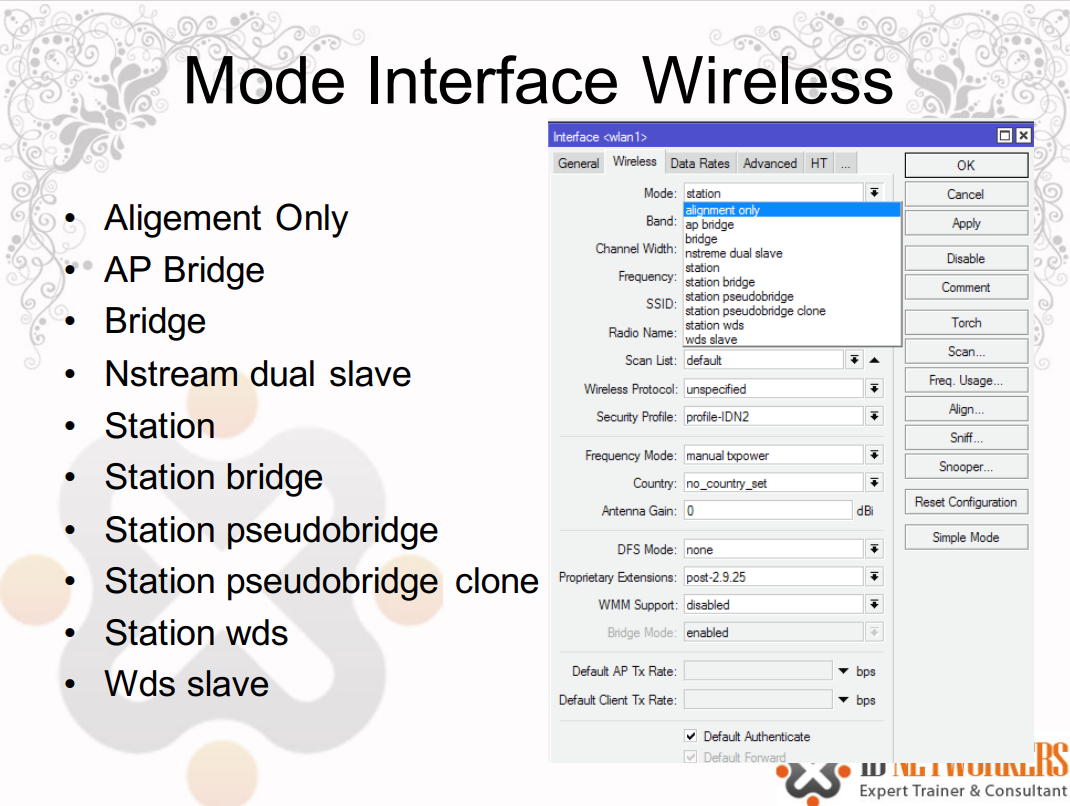 Mode Interface Wireless
• Aligement Only
• AP Bridge
• Bridge
• Nstream dual slave
• Station
• Station bridge
• Station pseudobridge
• Station pseudobridge clone
• Station wds
• Wds slave
Interface <wlan1>
General Wireless Data Rates Advanced HT ...
Mode: station
alignment only
ap bridge
bridge
nstreme dual slave
station
station bridge
station pseudobridge
station pseudobridge clone
station wds
wds slave
Band:
Channel Width:
Frequency:
SSID:
Radio Name:
Scan List: default
Wireless Protocol: unspecified
Security Profile: profile-IDN2
Frequency Mode: manual txpower
Country: no_country_set
Antenna Gain: 0 dBi
DFS Mode: none
Proprietary Extensions: post-2.9.25
WMM Support: disabled
Bridge Mode: enabled
Default AP Tx Rate: bps
Default Client Tx Rate: bps
Default Authenticate
Default Forward
OK
Cancel
Apply
Disable
Comment
Torch
Scan...
Freq. Usage...
Align...
Sniff...
Snooper...
Reset Configuration
Simple Mode
ID NETWORKERS
Expert Trainer & Consultant